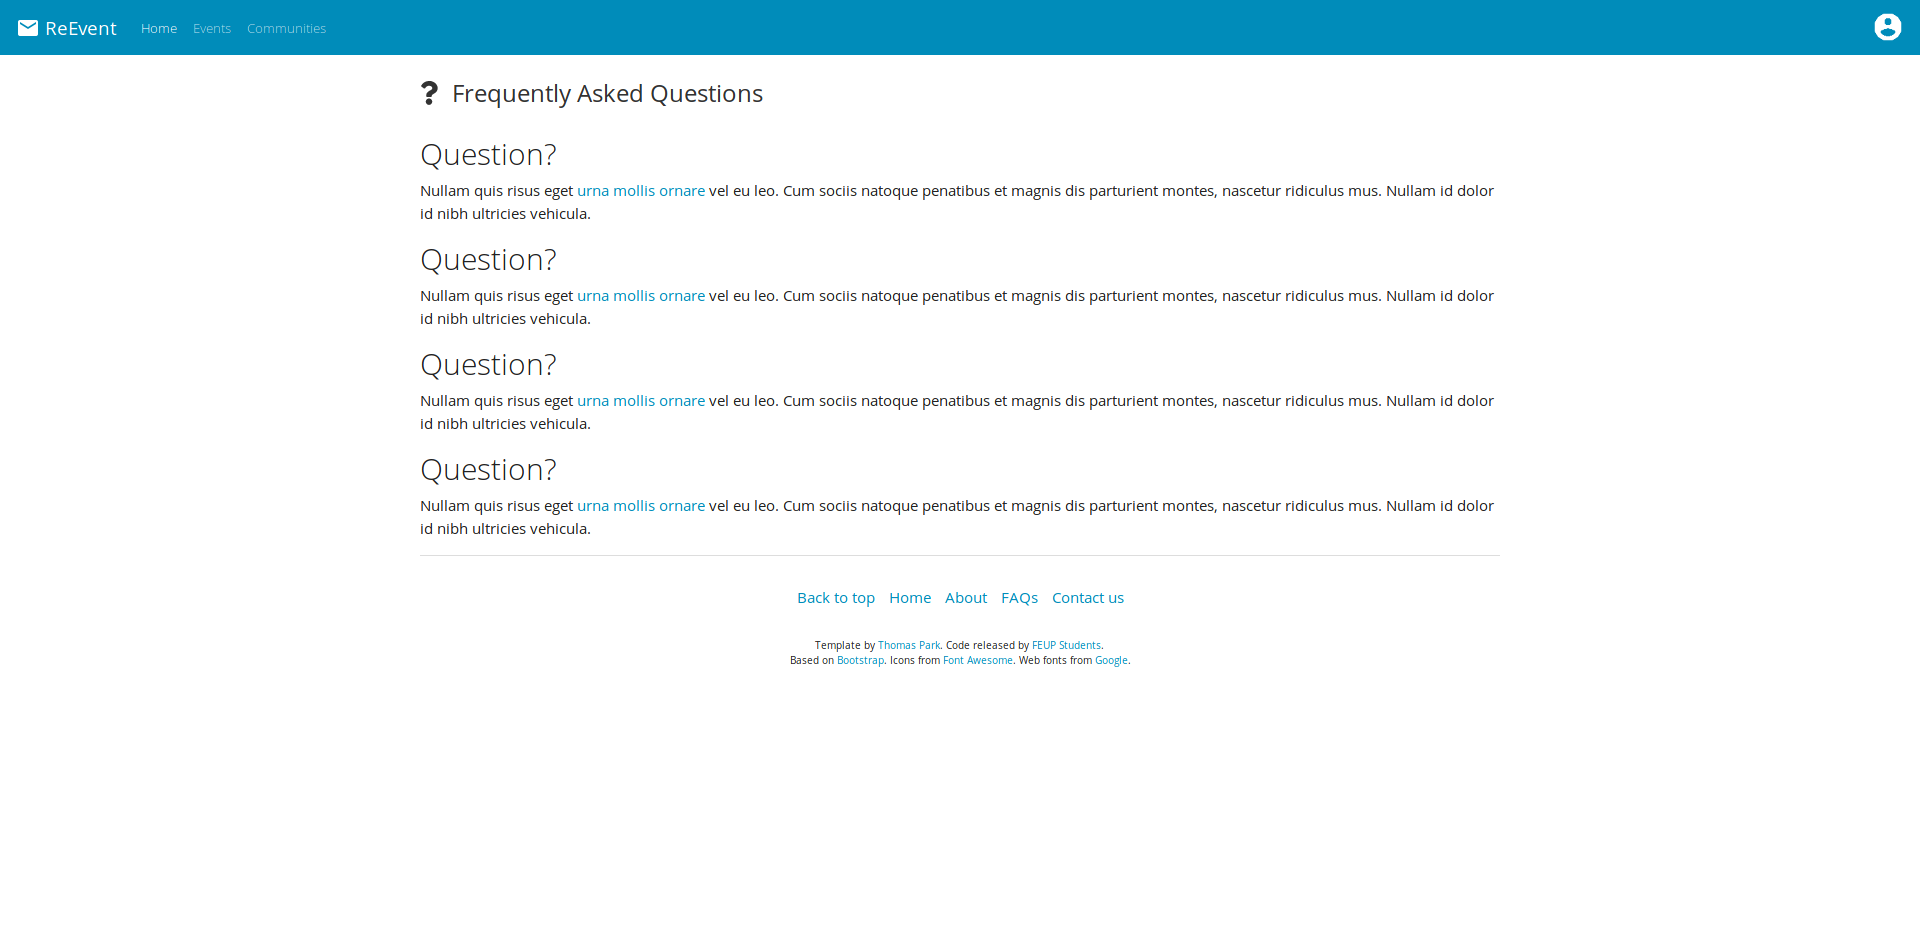 ReEvent Home Events Communities
Frequently Asked Questions
Question?
Nullam quis risus eget urna mollis ornare vel eu leo. Cum sociis natoque penatibus et magnis dis parturient montes, nascetur ridiculus mus. Nullam id dolor
id nibh ultricies vehicula.
Question?
Nullam quis risus eget urna mollis ornare vel eu leo. Cum sociis natoque penatibus et magnis dis parturient montes, nascetur ridiculus mus. Nullam id dolor
id nibh ultricies vehicula.
Question?
Nullam quis risus eget urna mollis ornare vel eu leo. Cum sociis natoque penatibus et magnis dis parturient montes, nascetur ridiculus mus. Nullam id dolor
id nibh ultricies vehicula.
Question?
Nullam quis risus eget urna mollis ornare vel eu leo. Cum sociis natoque penatibus et magnis dis parturient montes, nascetur ridiculus mus. Nullam id dolor
id nibh ultricies vehicula.
Back to top Home About FAQs Contact us
Template by Thomas Park. Code released by FEUP Students.
Based on Bootstrap. Icons from Font Awesome. Web fonts from Google.